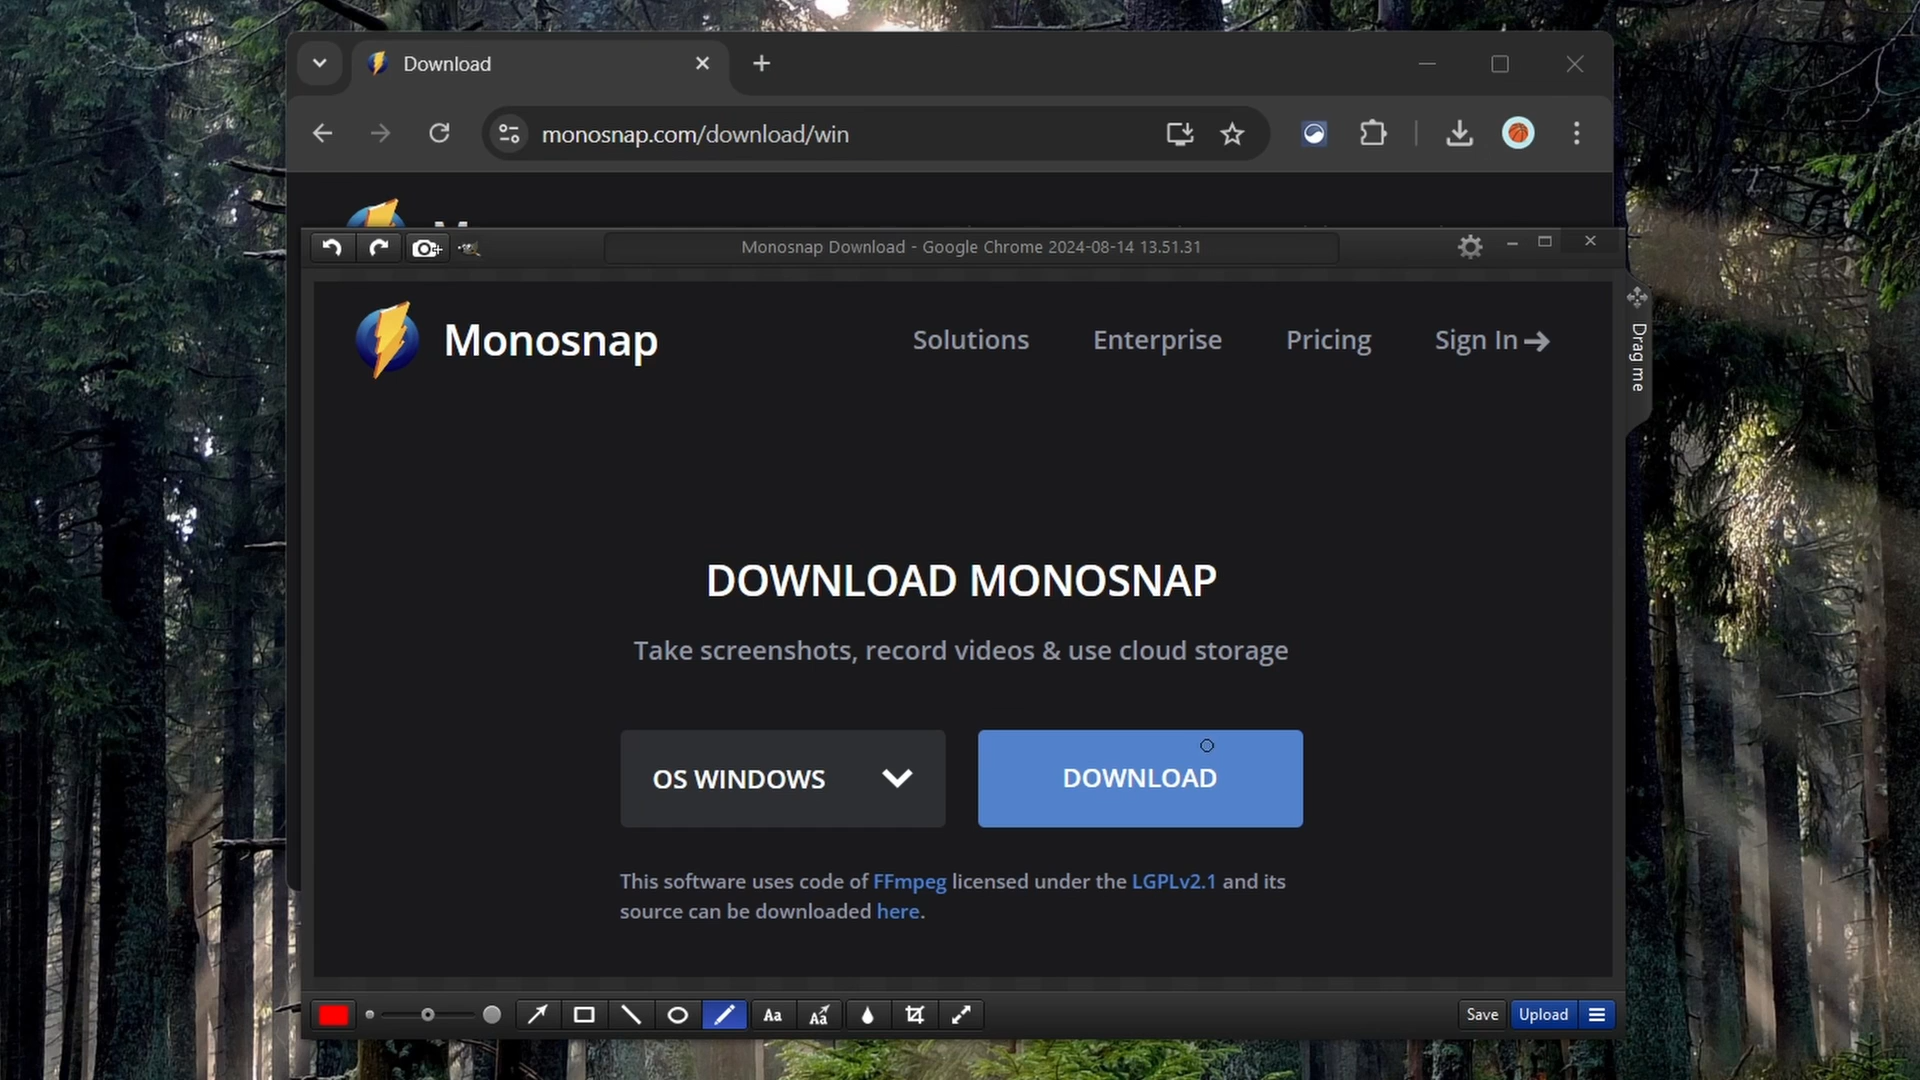 Download
monosnap.com/download/win
Monosnap Download - Google Chrome 2024-08-14 13.51.31
Monosnap
Solutions
Enterprise
Pricing
Sign In
Drag me
DOWNLOAD MONOSNAP
Take screenshots, record videos & use cloud storage
OS WINDOWS
DOWNLOAD
This software uses code of FFmpeg licensed under the LGPLv2.1 and its
source can be downloaded here.
Aa
AA
Save
Upload